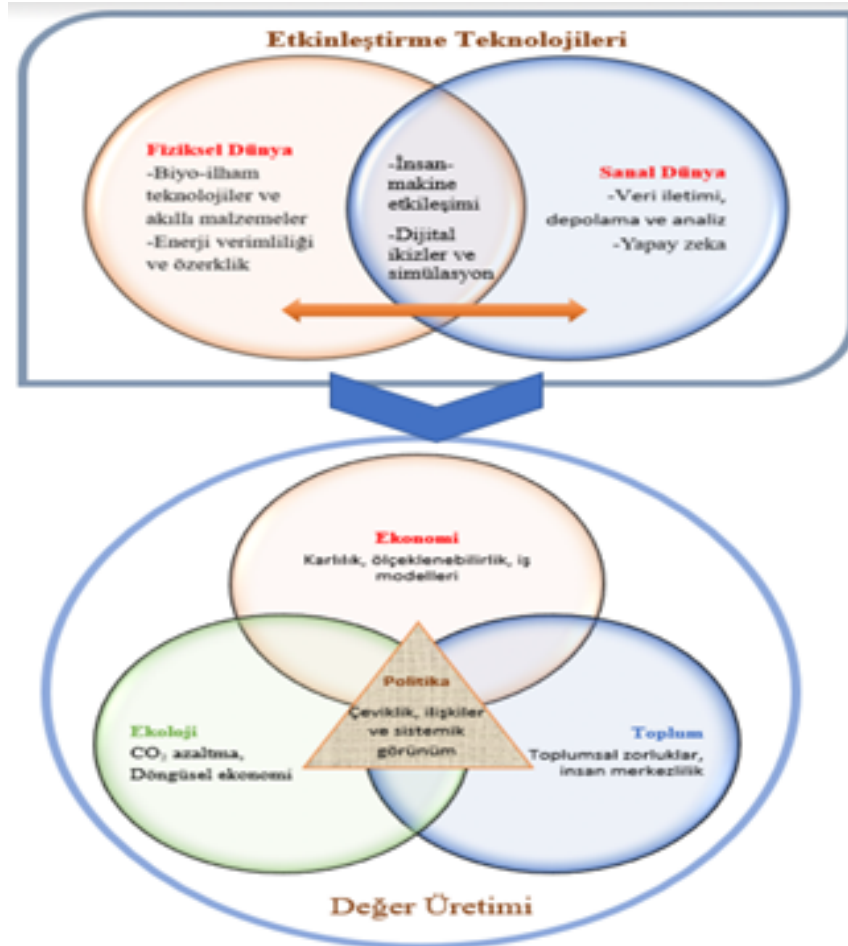 Etkinleştirme Teknolojileri
Fiziksel Dünya
-Biyo-ilham
teknolojiler ve
akıllı malzemeler
-Enerji verimliliği
ve özerklik
-İnsan-
makine
etkileşimi
-Dijital
ikizler ve
simülasyon
Sanal Dünya
-Veri iletimi,
depolama ve analiz
-Yapay zeka
Ekonomi
Karlılık, ölçeklenebilirlik, iş
modelleri
Politika
Çeviklik, ilişkiler
ve sistemik
görünüm
Ekoloji
CO₂ azaltma,
Döngüsel ekonomi
Toplum
Toplumsal zorluklar,
insan merkezlilik
Değer Üretimi